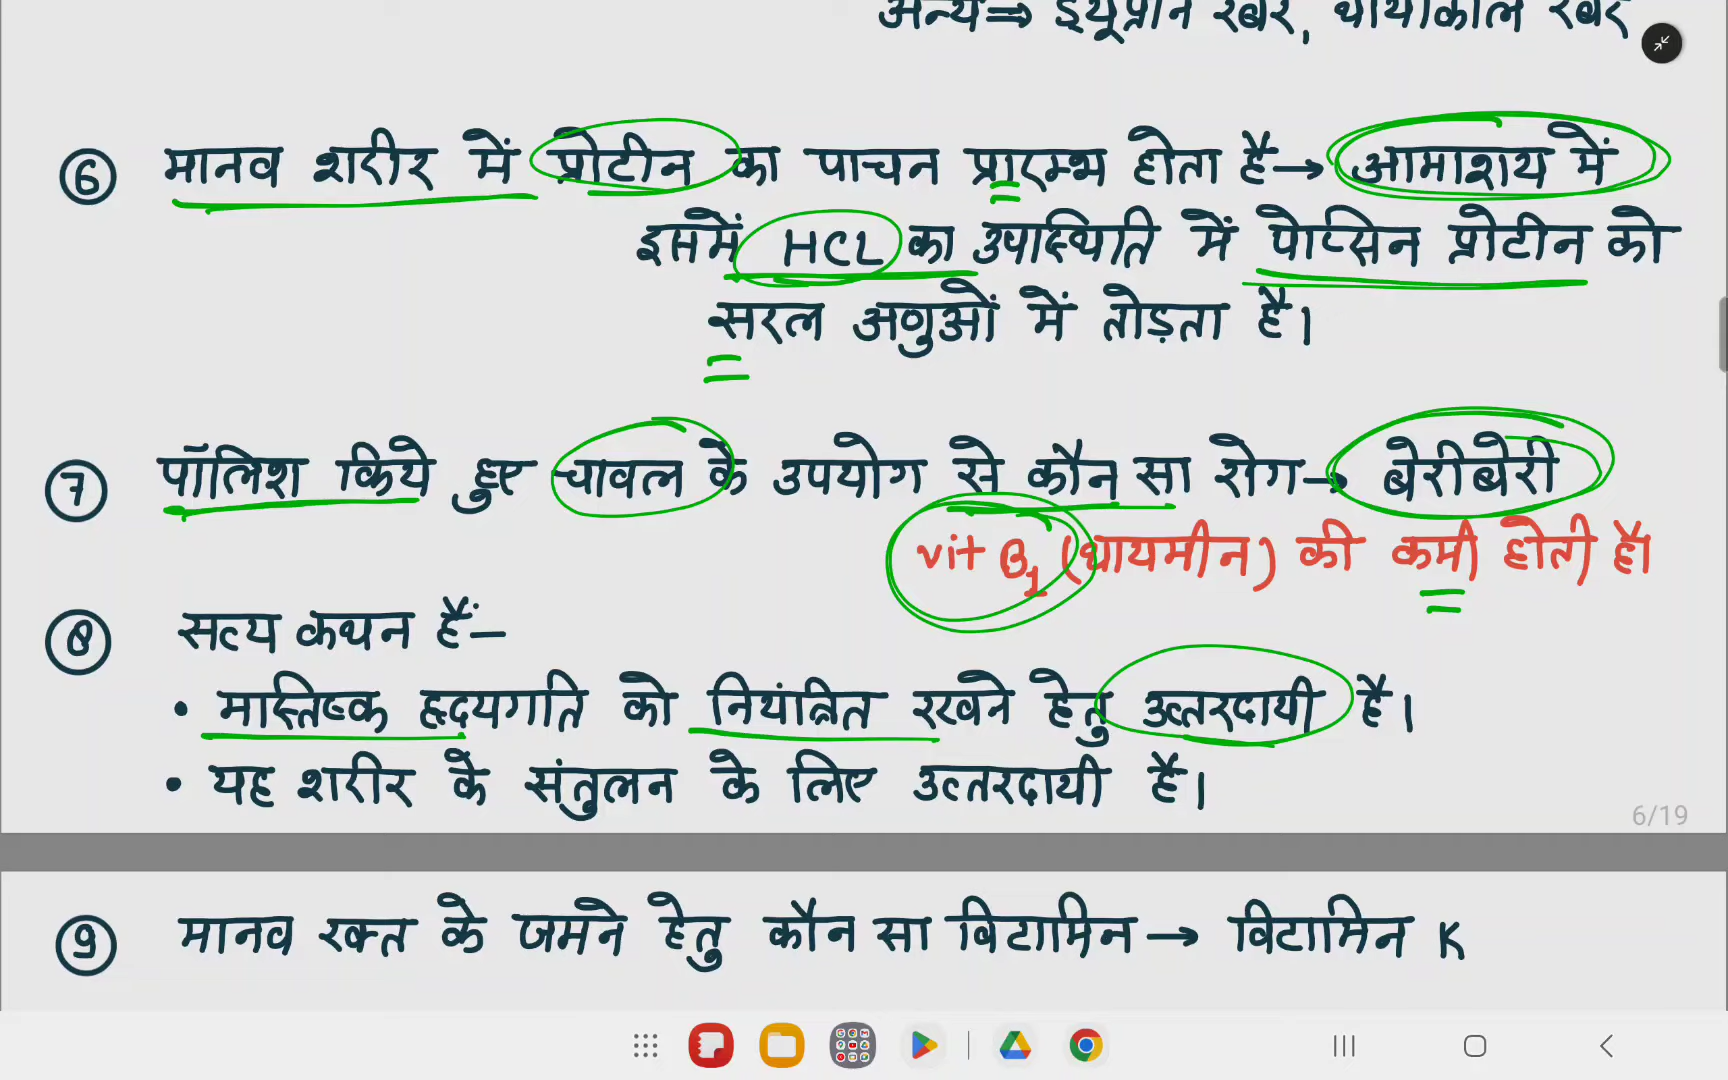 अन्य⇒ इयूप्रीन रबर, थायोकॉल रबर
⑥ मानव शरीर में प्रोटीन का पाचन प्रारम्भ होता है→ आमाशय में
इसमें HCL का उपास्थिति में पेप्सिन प्रोटीन को
सरल अणुओं में तोड़ता है।
⑦ पॉलिश किये हुए चावल के उपयोग से कौन सा रोग→ बेरीबेरी
vit B₁ (थायमीन) की कमी होती है।
⑧ सत्य कथन हैं–
• मास्तिष्क हृदयगति को नियंत्रित रखने हेतु उत्तरदायी है।
• यह शरीर के संतुलन के लिए उत्तरदायी है।
6/19
⑨ मानव रक्त के जमने हेतु कौन सा विटामिन→ विटामिन K